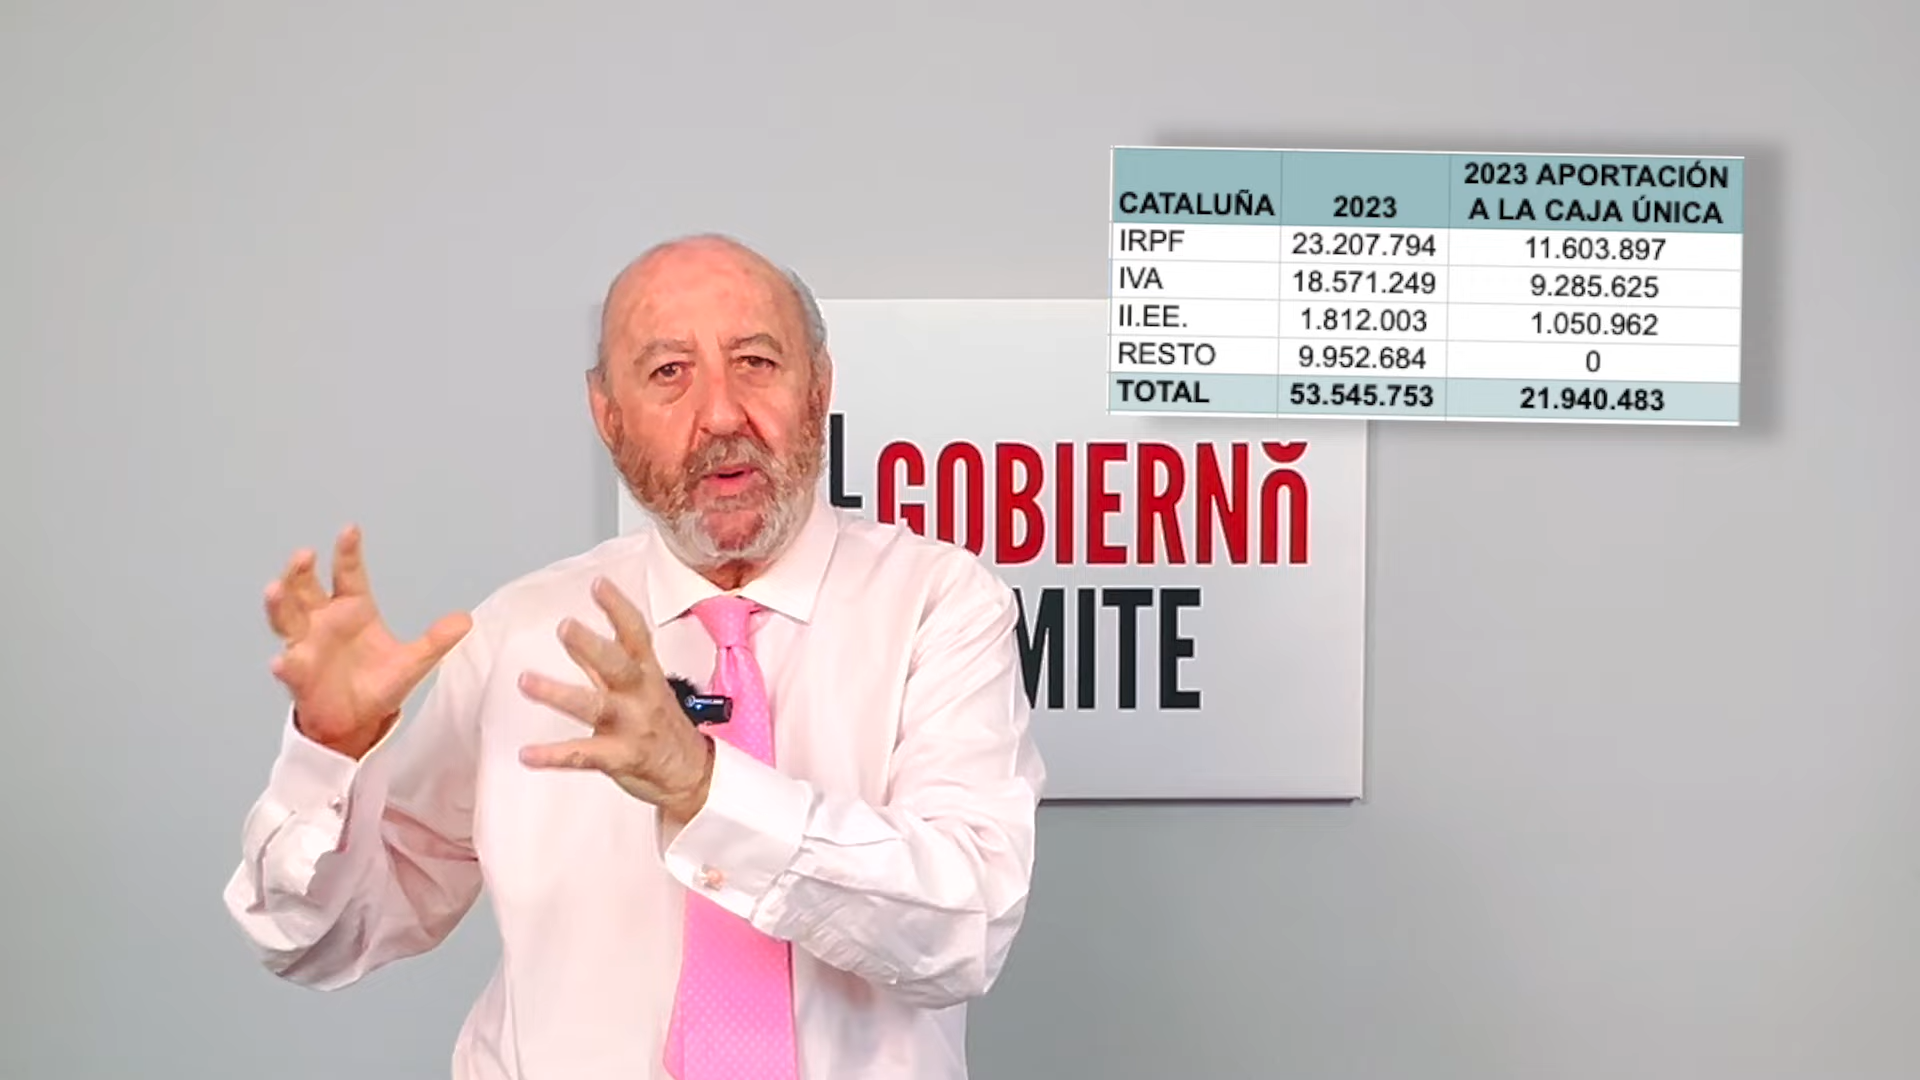 CATALUÑA 2023 2023 APORTACIÓN A LA CAJA ÚNICA
IRPF 23.207.794 11.603.897
IVA 18.571.249 9.285.625
II.EE. 1.812.003 1.050.962
RESTO 9.952.684 0
TOTAL 53.545.753 21.940.483
L GOBIERNO
MITE